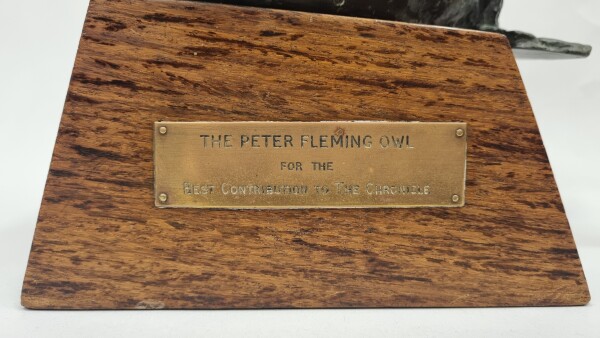 THE PETER FLEMING OWL
FOR THE
BEST CONTRIBUTION TO THE CHRONICLE